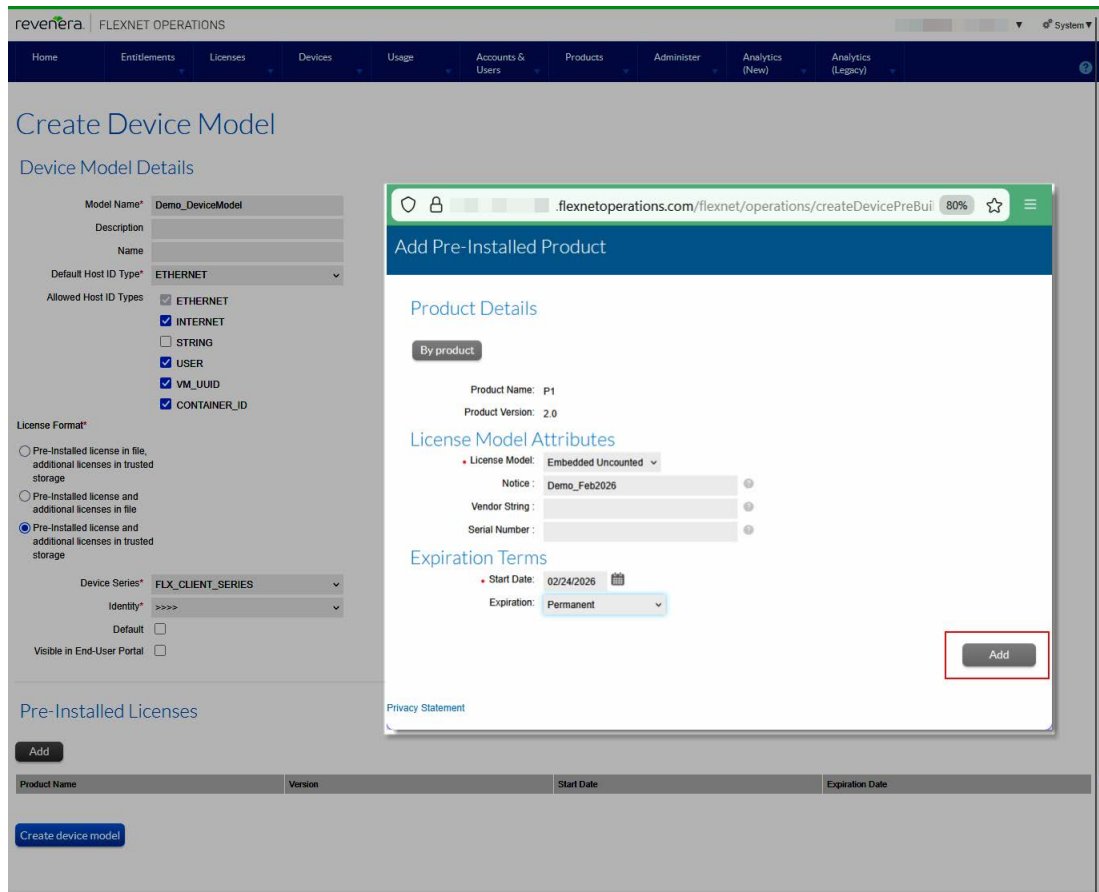 revenera. FLEXNET OPERATIONS
System
Home Entitlements Licenses Devices Usage Accounts & Users Products Administer Analytics (New) Analytics (Legacy)
Create Device Model
Device Model Details
Model Name* Demo_DeviceModel
Description
Name
Default Host ID Type* ETHERNET
Allowed Host ID Types ETHERNET
INTERNET
STRING
USER
VM_UUID
CONTAINER_ID
License Format*
Pre-Installed license in file,
additional licenses in trusted
storage
Pre-Installed license and
additional licenses in file
Pre-Installed license and
additional licenses in trusted
storage
Device Series* FLX_CLIENT_SERIES
Identity* >>>>
Default
Visible in End-User Portal
Pre-Installed Licenses
Add
Product Name Version Start Date Expiration Date
Create device model
.flexnetoperations.com/flexnet/operations/createDevicePreBuil 80%
Add Pre-Installed Product
Product Details
By product
Product Name: P1
Product Version: 2.0
License Model Attributes
License Model: Embedded Uncounted
Notice : Demo_Feb2026
Vendor String :
Serial Number :
Expiration Terms
Start Date: 02/24/2026
Expiration: Permanent
Add
Privacy Statement